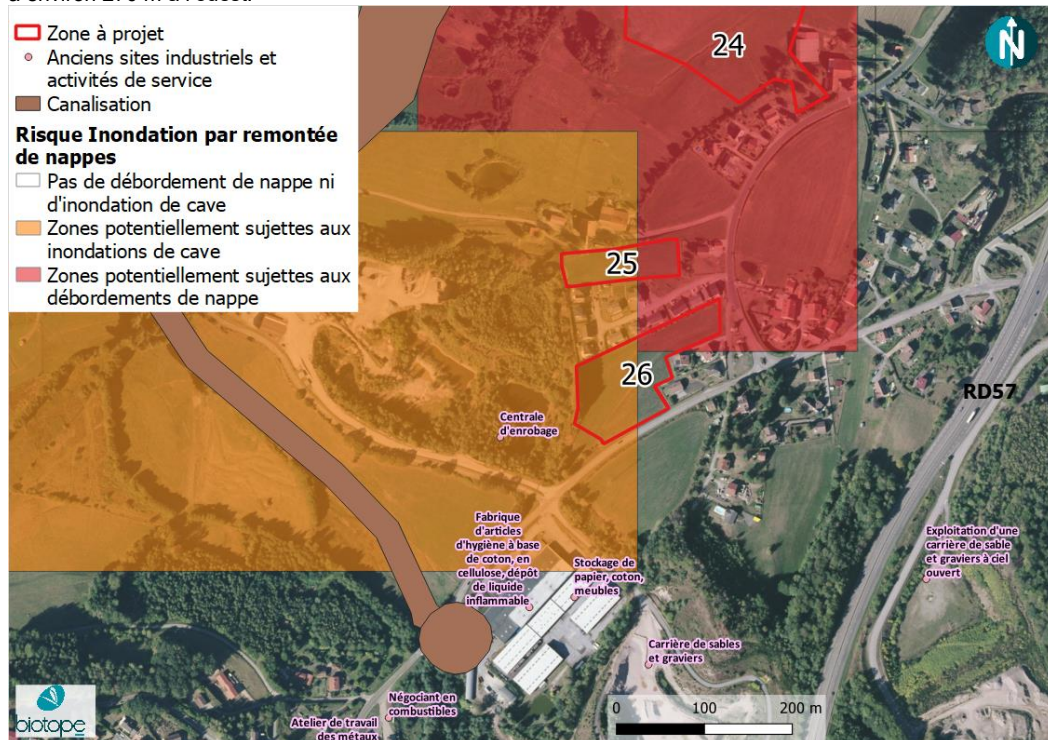 Zone à projet
Anciens sites industriels et
activités de service
Canalisation
Risque Inondation par remontée
de nappes
Pas de débordement de nappe ni
d'inondation de cave
Zones potentiellement sujettes aux
inondations de cave
Zones potentiellement sujettes aux
débordements de nappe
N
24
25
26
RD57
Centrale
d'enrobage
Fabrique
d'articles
d'hygiène à base
de coton, en
cellulose, dépôt
de liquide
inflammable
Stockage de
papier, coton,
meubles
Exploitation d'une
carrière de sable
et graviers à ciel
ouvert
Carrière de sables
et graviers
Négociant en
combustibles
Atelier de travail
des métaux
0 100 200 m
biotope